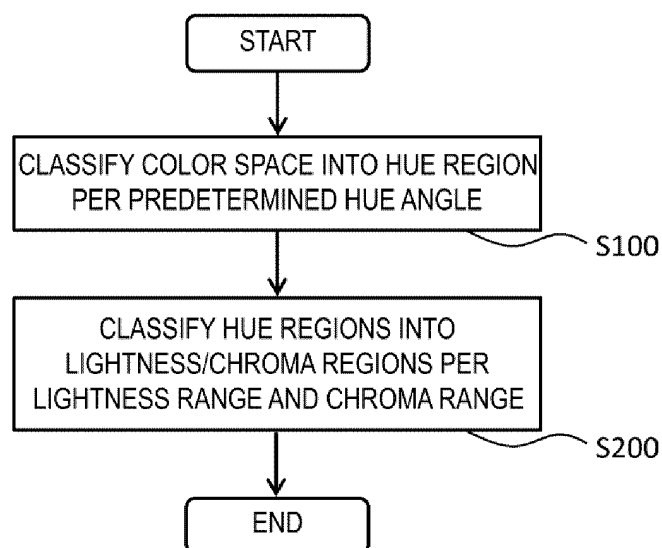 START
CLASSIFY COLOR SPACE INTO HUE REGION
PER PREDETERMINED HUE ANGLE
S100
CLASSIFY HUE REGIONS INTO
LIGHTNESS/CHROMA REGIONS PER
LIGHTNESS RANGE AND CHROMA RANGE
S200
END